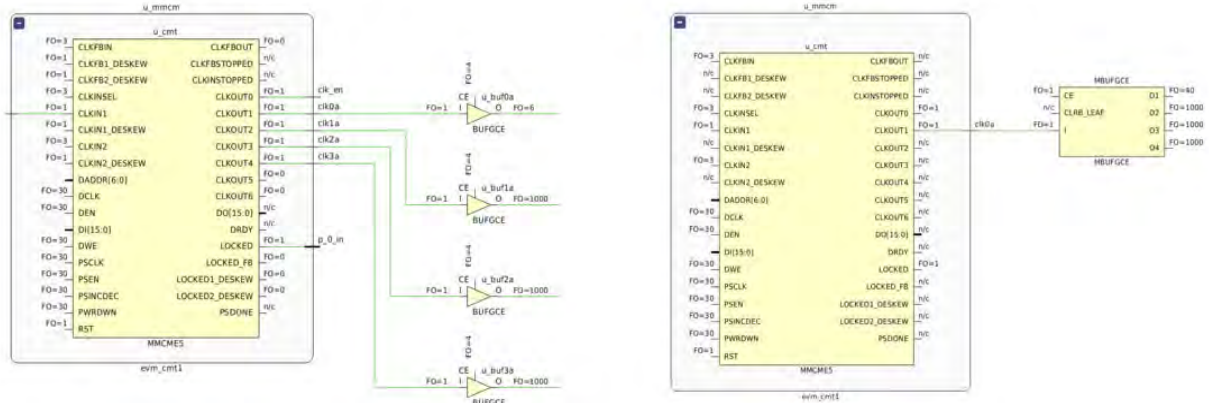 u_mmcm
u_cmt
FO=3 CLKFBIN CLKFBOUT FO=0
FO=1 CLKFB1_DESKEW CLKFBSTOPPED n/c
FO=1 CLKFB2_DESKEW CLKINSTOPPED n/c
FO=3 CLKINSEL CLKOUT0 FO=1 clk_en
FO=1 CLKIN1 CLKOUT1 FO=1 clk0a
FO=1 CLKIN1_DESKEW CLKOUT2 FO=1 clk1a
FO=3 CLKIN2 CLKOUT3 FO=1 clk2a
FO=1 CLKIN2_DESKEW CLKOUT4 FO=1 clk3a
DADDR[6:0] CLKOUT5 FO=0
FO=30 DCLK CLKOUT6 FO=0
FO=30 DEN DO[15:0] n/c
DI[15:0] DRDY n/c
FO=30 DWE LOCKED FO=1 p_0_in
FO=30 PSCLK LOCKED_FB FO=0
FO=30 PSEN LOCKED1_DESKEW FO=0
FO=30 PSINCDEC LOCKED2_DESKEW FO=0
FO=30 PWRDWN PSDONE n/c
FO=1 RST
MMCME5
evm_cmt1
FO=4
CE u_buf0a
FO=1 I O FO=6
BUFGCE
FO=4
CE u_buf1a
FO=1 I O FO=1000
BUFGCE
FO=4
CE u_buf2a
FO=1 I O FO=1000
BUFGCE
FO=4
CE u_buf3a
FO=1 I O FO=1000
BUFGCE
u_mmcm
u_cmt
FO=3 CLKFBIN CLKFBOUT n/c
n/c CLKFB1_DESKEW CLKFBSTOPPED n/c
n/c CLKFB2_DESKEW CLKINSTOPPED n/c
FO=3 CLKINSEL CLKOUT0 n/c
FO=3 CLKIN1 CLKOUT1 FO=1 clk0a
n/c CLKIN1_DESKEW CLKOUT2 n/c
FO=3 CLKIN2 CLKOUT3 n/c
n/c CLKIN2_DESKEW CLKOUT4 n/c
DADDR[6:0] CLKOUT5 n/c
FO=30 DCLK CLKOUT6 n/c
FO=30 DEN DO[15:0] n/c
DI[15:0] DRDY n/c
FO=30 DWE LOCKED FO=1
FO=30 PSCLK LOCKED_FB n/c
FO=30 PSEN LOCKED1_DESKEW n/c
FO=30 PSINCDEC LOCKED2_DESKEW n/c
FO=30 PWRDWN PSDONE n/c
FO=1 RST
MMCME5
evm_cmt1
MBUFGCE
FO=1 CE O1 FO=40
n/c CLRB_LEAF O2 FO=1000
FO=1 I O3 FO=1000
O4 FO=1000
MBUFGCE